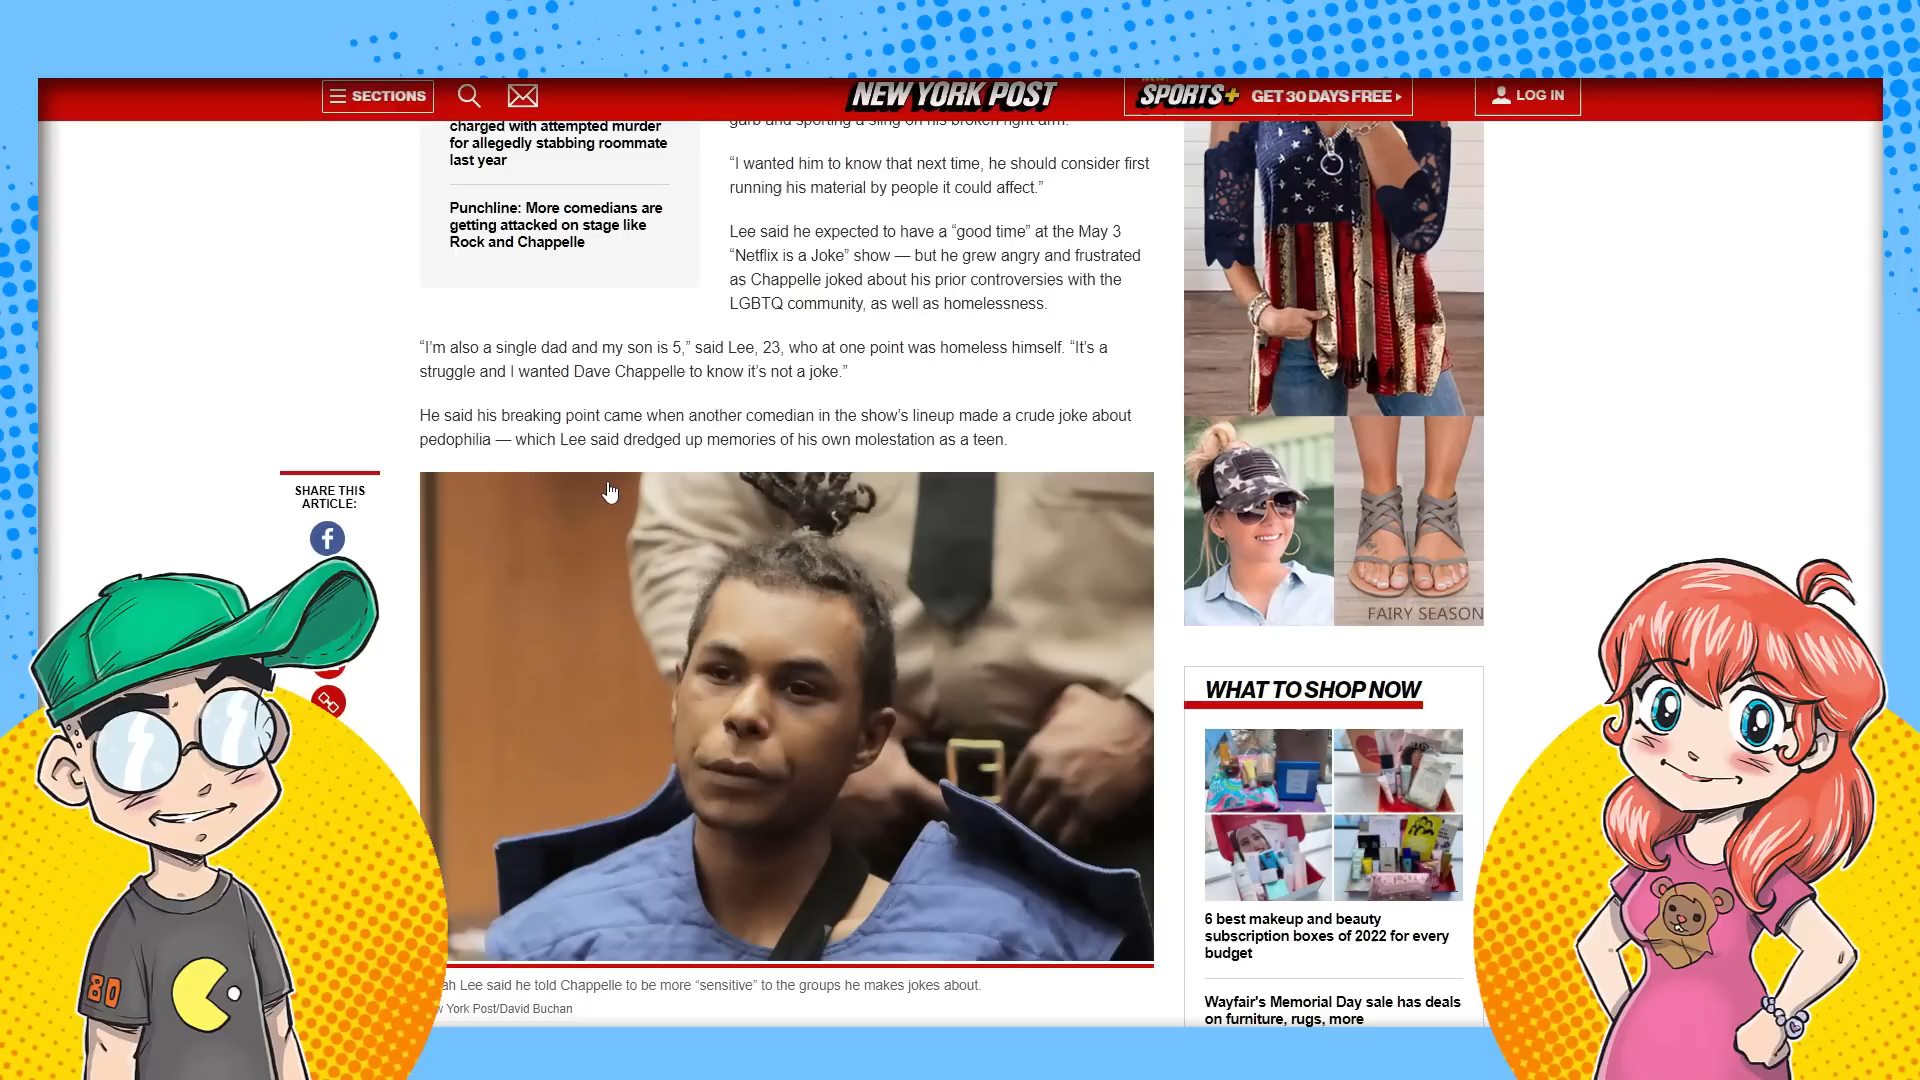 SECTIONS
NEW YORK POST
SPORTS+ GET 30 DAYS FREE
LOG IN
charged with attempted murder
for allegedly stabbing roommate
last year
Punchline: More comedians are
getting attacked on stage like
Rock and Chappelle
garb and sporting a sling on his broken right arm.
“I wanted him to know that next time, he should consider first
running his material by people it could affect.”
Lee said he expected to have a “good time” at the May 3
“Netflix is a Joke” show — but he grew angry and frustrated
as Chappelle joked about his prior controversies with the
LGBTQ community, as well as homelessness.
“I’m also a single dad and my son is 5,” said Lee, 23, who at one point was homeless himself. “It’s a
struggle and I wanted Dave Chappelle to know it’s not a joke.”
He said his breaking point came when another comedian in the show’s lineup made a crude joke about
pedophilia — which Lee said dredged up memories of his own molestation as a teen.
SHARE THIS
ARTICLE:
FAIRY SEASON
WHAT TO SHOP NOW
6 best makeup and beauty
subscription boxes of 2022 for every
budget
Wayfair's Memorial Day sale has deals
on furniture, rugs, more
Lee said he told Chappelle to be more “sensitive” to the groups he makes jokes about.
York Post/David Buchan
80